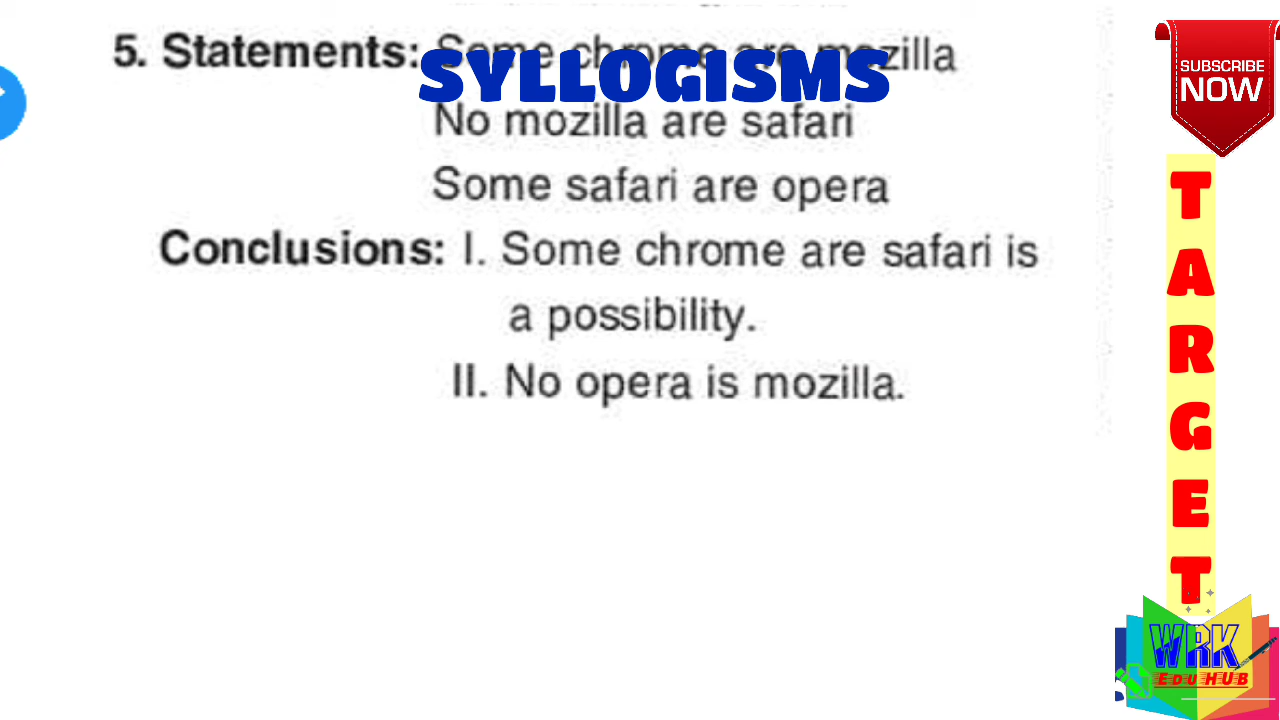 5. Statements: Some chrome are mozilla
SYLLOGISMS
No mozilla are safari
Some safari are opera
Conclusions: I. Some chrome are safari is
a possibility.
II. No opera is mozilla.
SUBSCRIBE
NOW
TARGET
WRK
EDU HUB